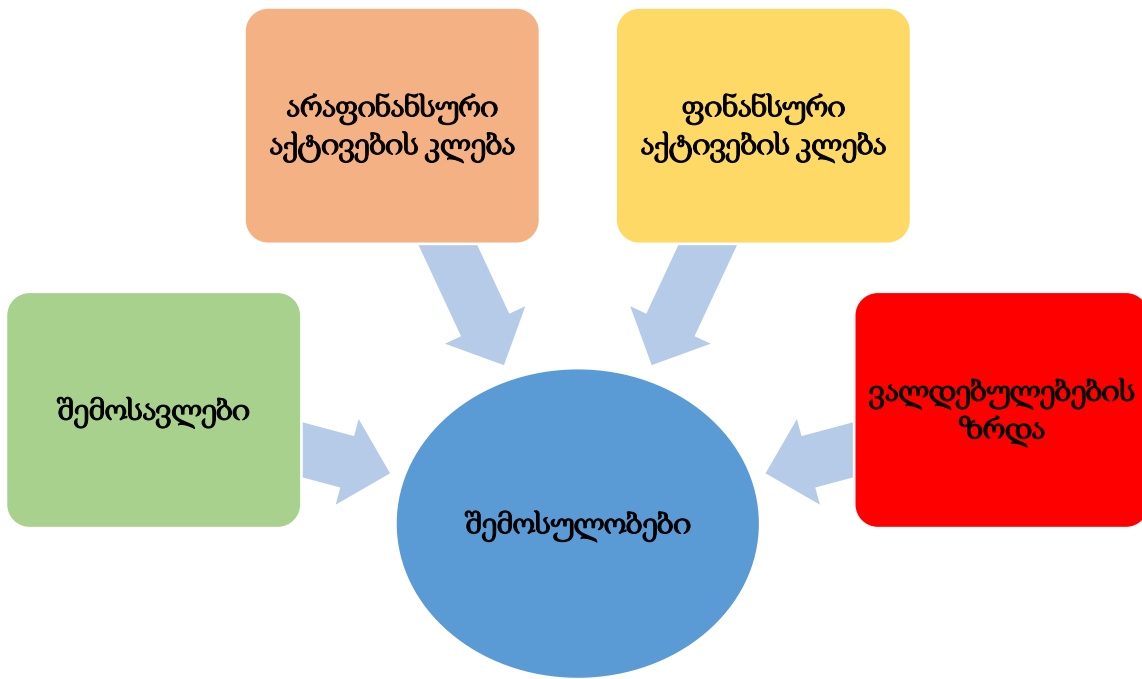 არაფინანსური
აქტივების კლება
ფინანსური
აქტივების კლება
შემოსავლები
ვალდებულებების
ზრდა
შემოსულობები